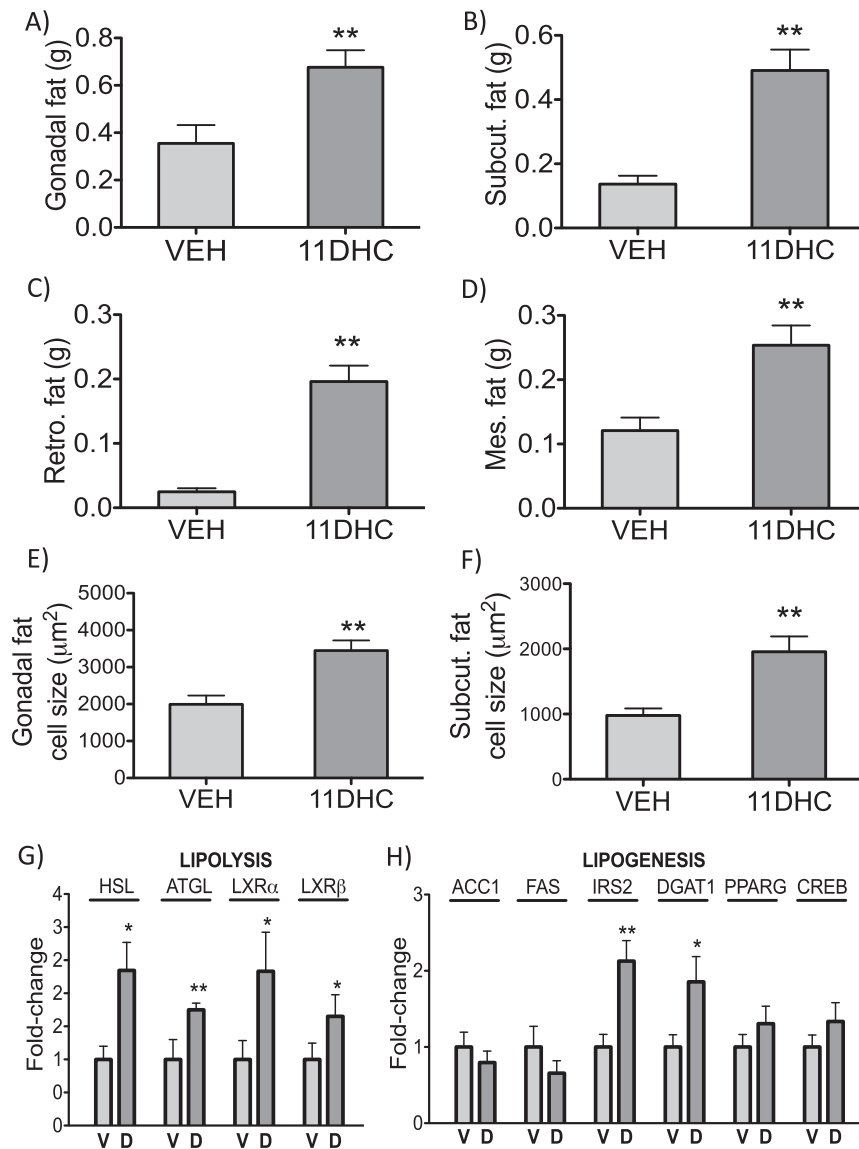 A)
Gonadal fat (g)
0.8
0.6
0.4
0.2
0.0
**
VEH
11DHC
B)
Subcut. fat (g)
0.6
0.4
0.2
0.0
**
VEH
11DHC
C)
Retro. fat (g)
0.3
0.2
0.1
0.0
**
VEH
11DHC
D)
Mes. fat (g)
0.3
0.2
0.1
0.0
**
VEH
11DHC
E)
Gonadal fat
cell size (μm²)
5000
4000
3000
2000
1000
0
**
VEH
11DHC
F)
Subcut. fat
cell size (μm²)
3000
2000
1000
0
**
VEH
11DHC
G)
LIPOLYSIS
HSL ATGL LXRα LXRβ
Fold-change
4
3
2
2
2
1
0
0
* ** * *
V D V D V D V D
H)
LIPOGENESIS
ACC1 FAS IRS2 DGAT1 PPARG CREB
Fold-change
3
2
1
0
** *
V D V D V D V D V D V D